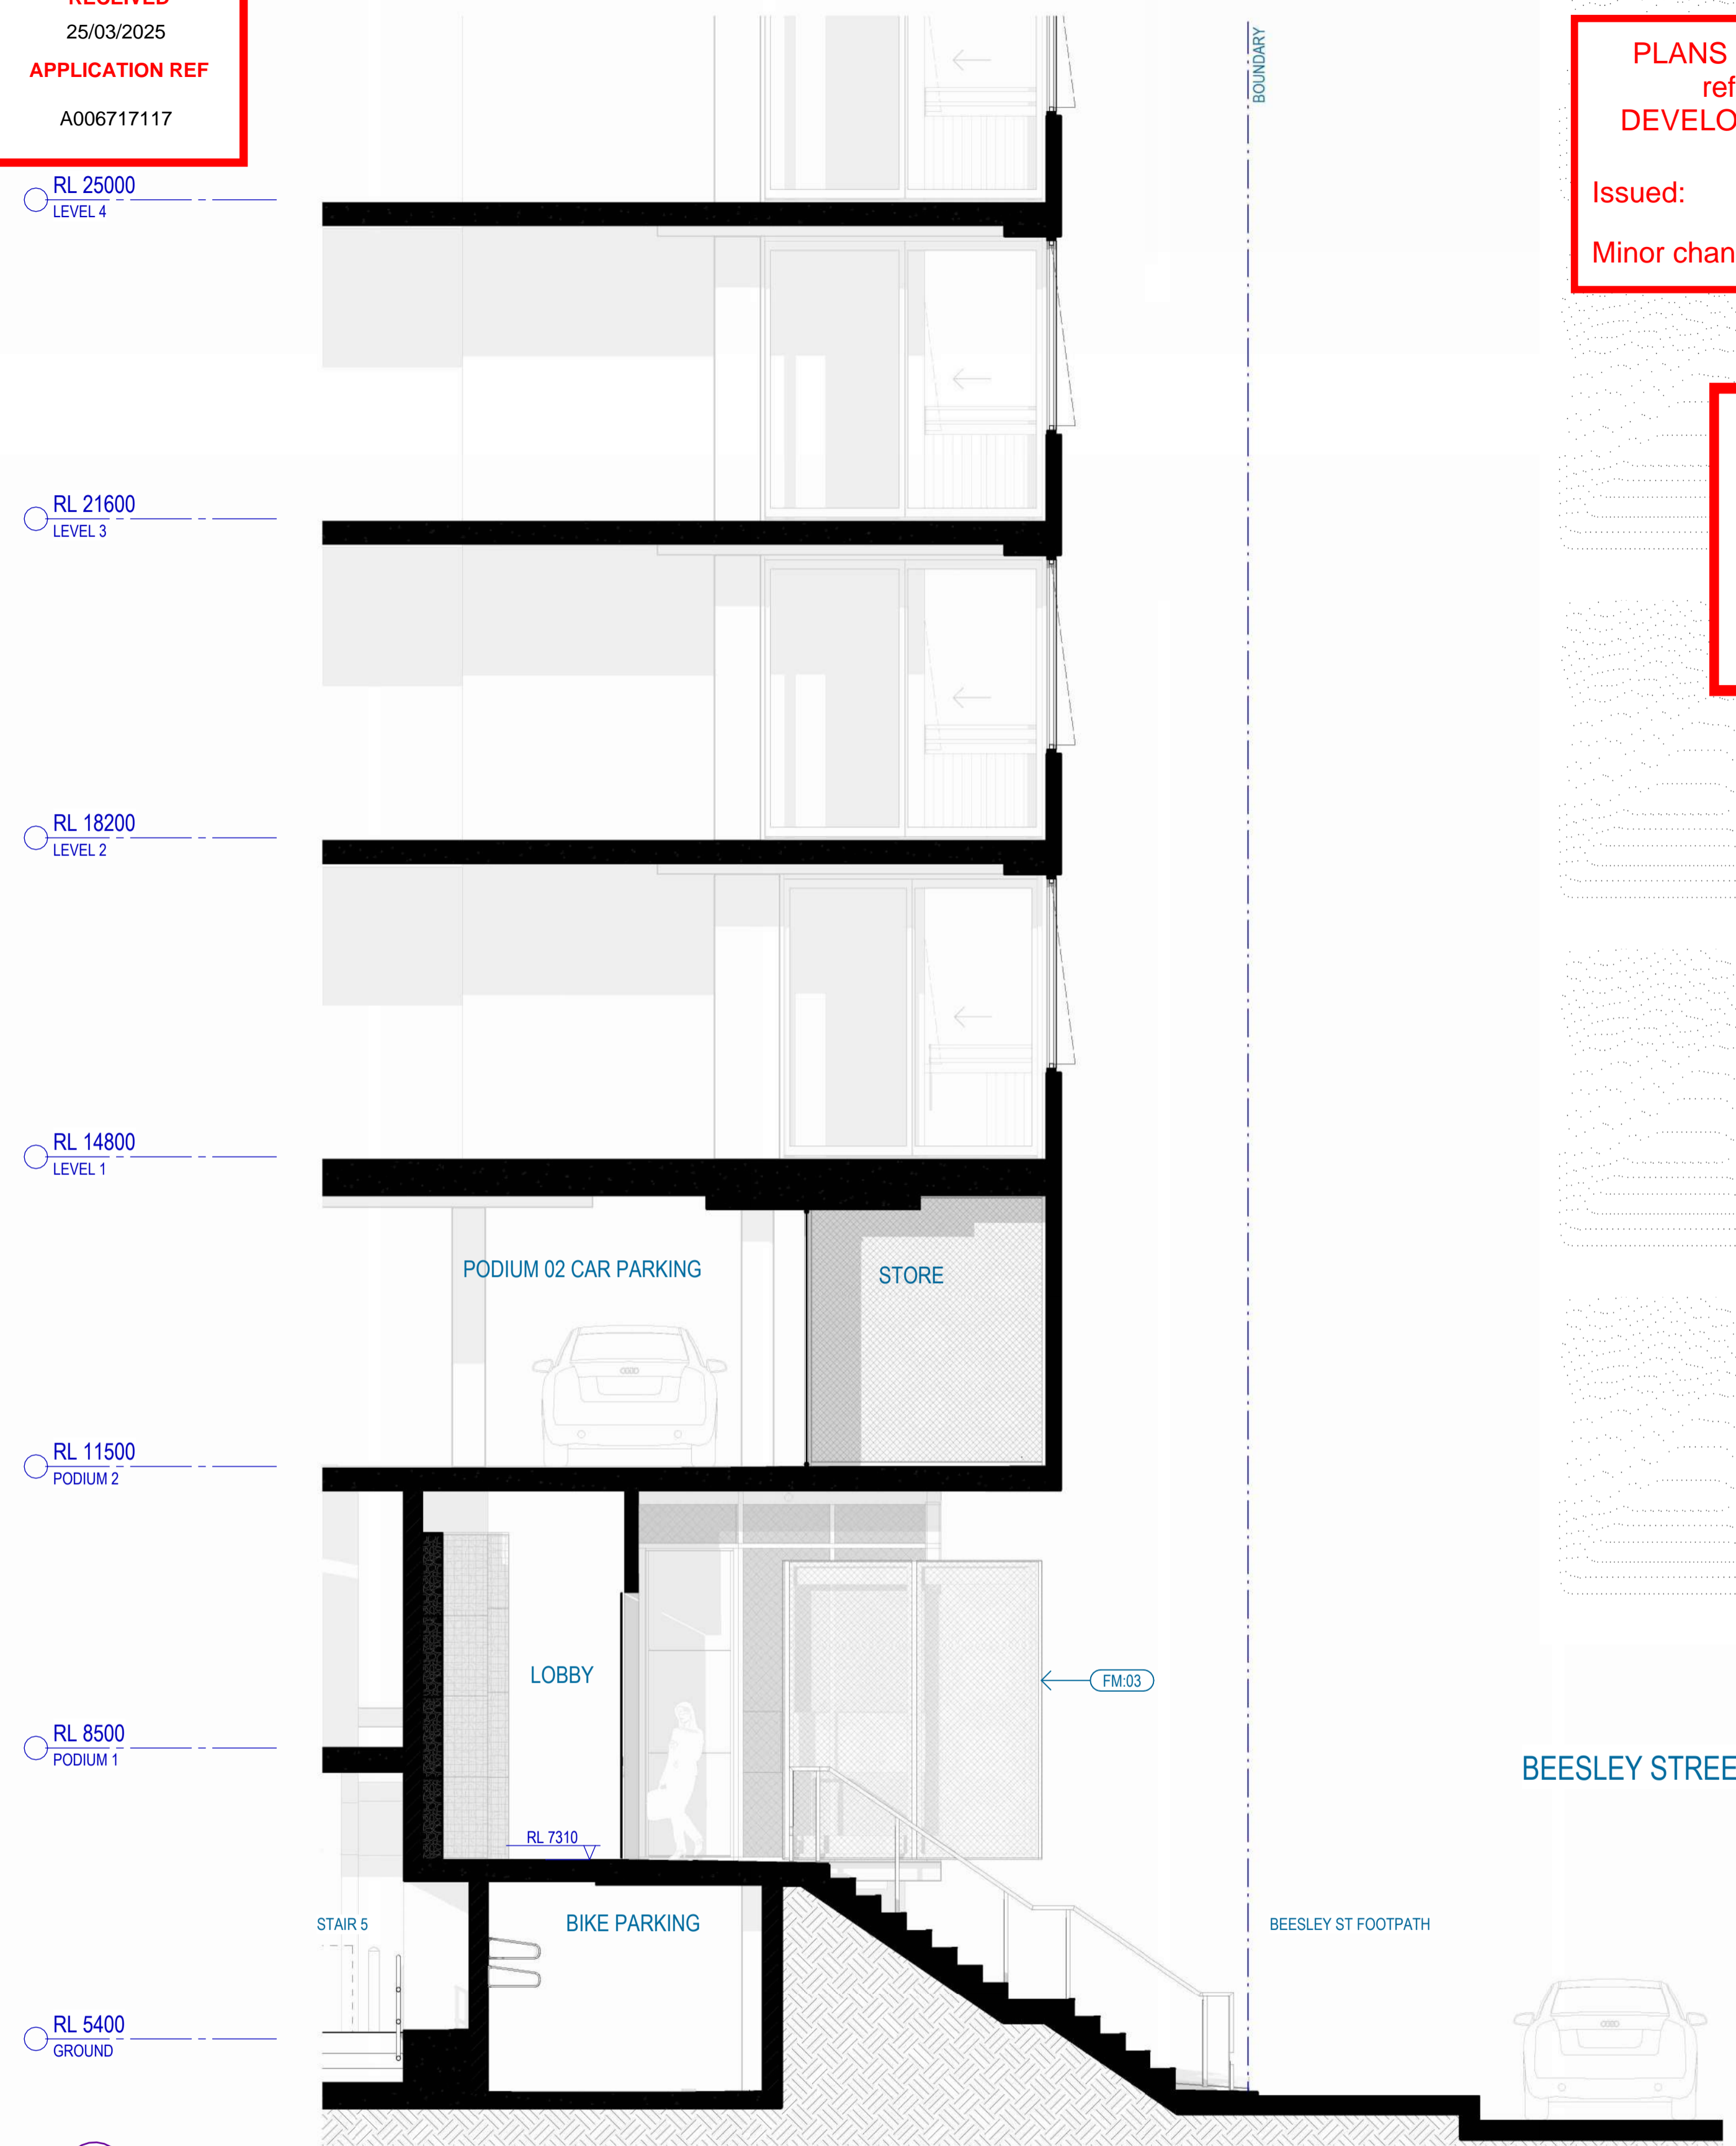 RECEIVED
25/03/2025
APPLICATION REF
A006717117
PLANS
ref
DEVELO
Issued:
Minor chan
BOUNDARY
RL 25000
LEVEL 4
RL 21600
LEVEL 3
RL 18200
LEVEL 2
RL 14800
LEVEL 1
PODIUM 02 CAR PARKING
STORE
RL 11500
PODIUM 2
LOBBY
FM:03
RL 8500
PODIUM 1
BEESLEY STREE
RL 7310
STAIR 5
BIKE PARKING
BEESLEY ST FOOTPATH
RL 5400
GROUND